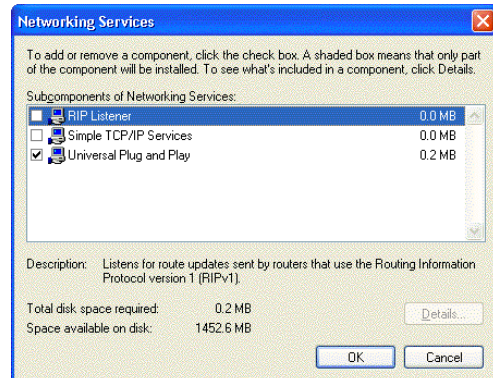 Networking Services
To add or remove a component, click the check box. A shaded box means that only part
of the component will be installed. To see what's included in a component, click Details.
Subcomponents of Networking Services:
RIP Listener 0.0 MB
Simple TCP/IP Services 0.0 MB
Universal Plug and Play 0.2 MB
Description: Listens for route updates sent by routers that use the Routing Information
Protocol version 1 (RIPv1).
Total disk space required: 0.2 MB
Details...
Space available on disk: 1452.6 MB
OK Cancel